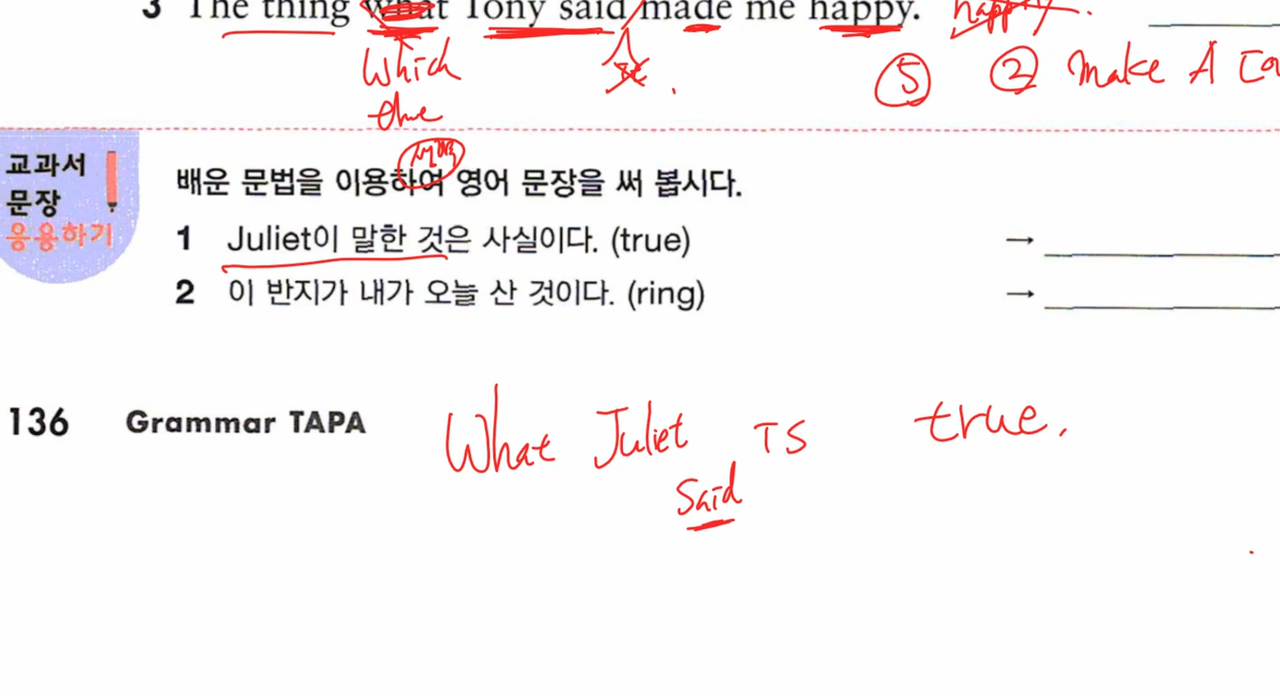 3 The thing what Tony said made me happy. happy.
which
the
⑤ ② Make A
교과서
문장
응용하기
배운 문법을 이용하여 영어 문장을 써 봅시다.
1 Juliet이 말한 것은 사실이다. (true) →
2 이 반지가 내가 오늘 산 것이다. (ring) →
136 Grammar TAPA
What Juliet is true.
said